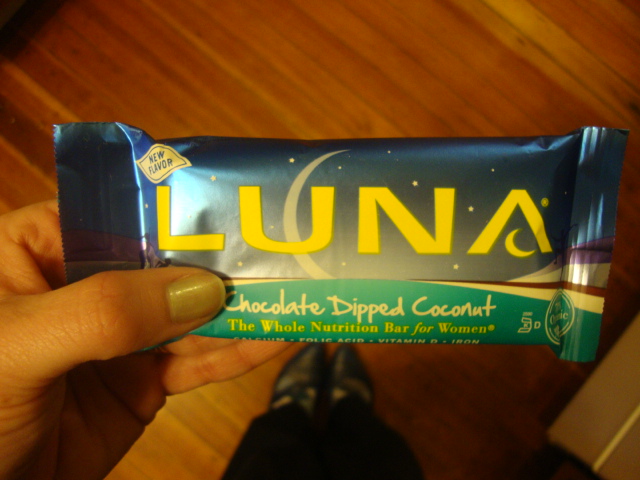 NEW
FLAVOR
LUNA®
Chocolate Dipped Coconut
The Whole Nutrition Bar for Women®
CALCIUM • FOLIC ACID • VITAMIN D • IRON
D